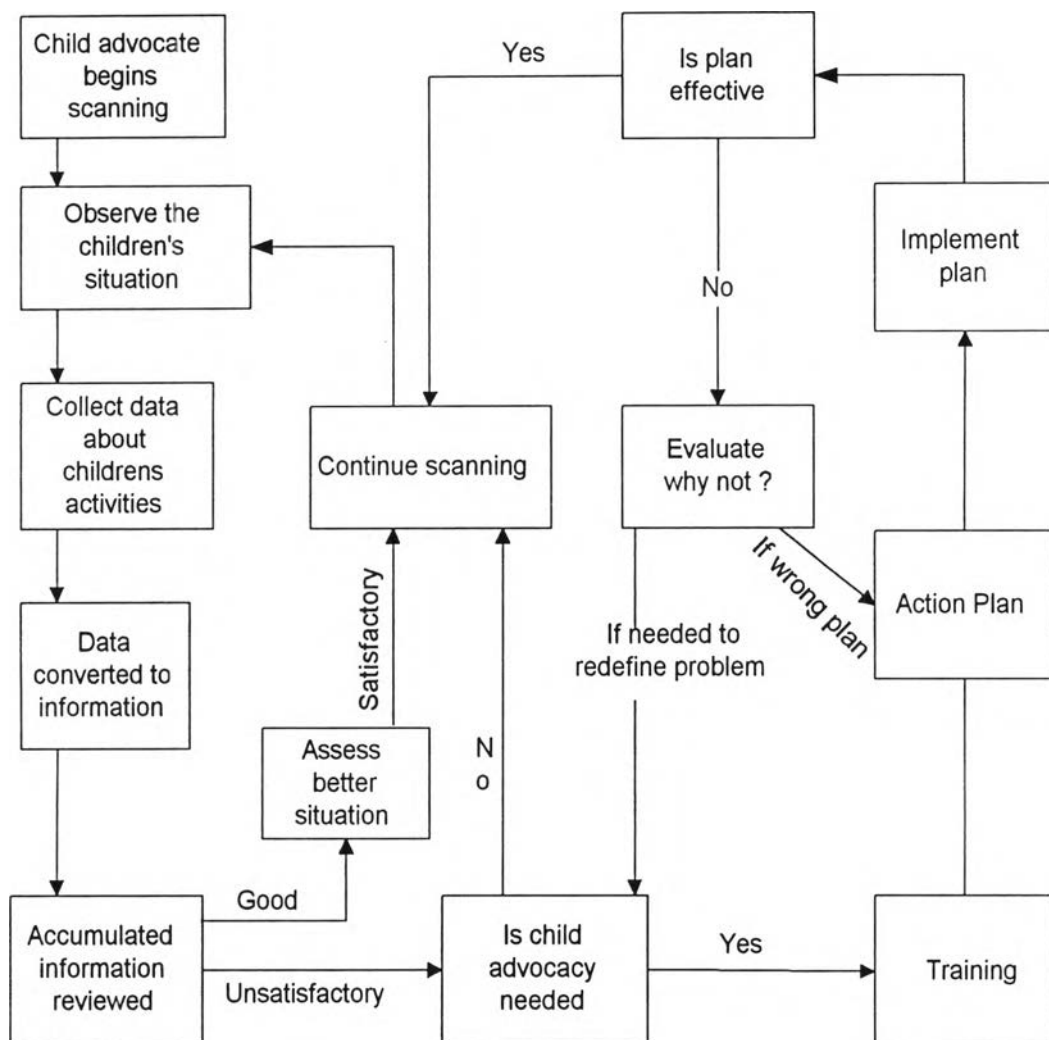 Child advocate
begins
scanning
Observe the
children's
situation
Collect data
about
childrens
activities
Data
converted to
information
Accumulated
information
reviewed
Good
Unsatisfactory
Assess
better
situation
Satisfactory
Continue scanning
N
o
Is child
advocacy
needed
Yes
Training
Action Plan
Implement
plan
Is plan
effective
Yes
No
Evaluate
why not ?
If wrong plan
If needed to
redefine problem